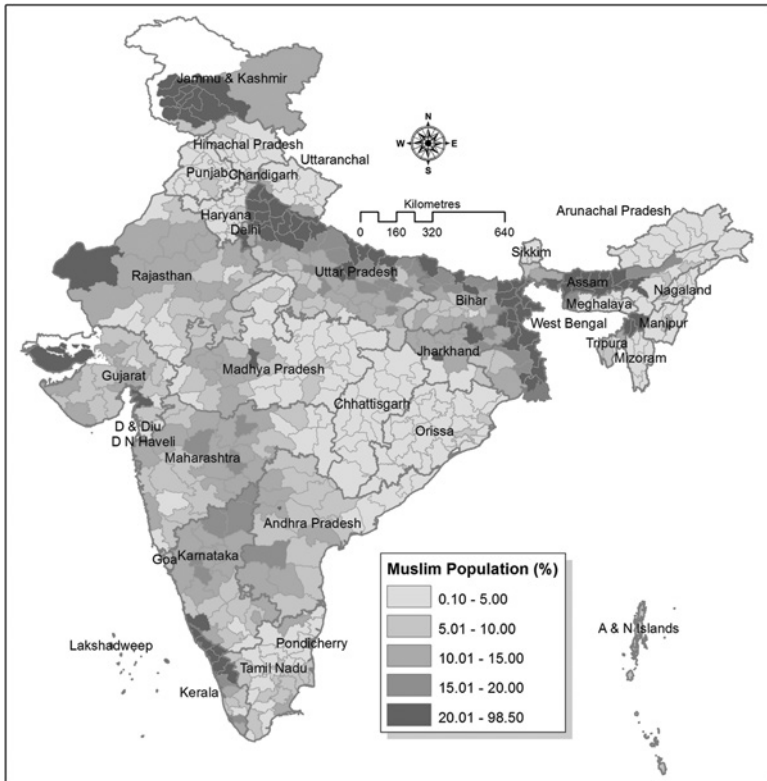 Jammu & Kashmir
N
W
E
S
Himachal Pradesh
Uttaranchal
Punjab
Chandigarh
Kilometres
0 160 320 640
Haryana
Delhi
Arunachal Pradesh
Sikkim
Rajasthan
Uttar Pradesh
Assam
Nagaland
Bihar
Meghalaya
West Bengal
Manipur
Tripura
Mizoram
Jharkhand
Gujarat
Madhya Pradesh
Chhattisgarh
D & Diu
D N Haveli
Orissa
Maharashtra
Andhra Pradesh
Goa
Karnataka
Muslim Population (%)
0.10 - 5.00
5.01 - 10.00
10.01 - 15.00
15.01 - 20.00
20.01 - 98.50
A & N Islands
Lakshadweep
Pondicherry
Tamil Nadu
Kerala